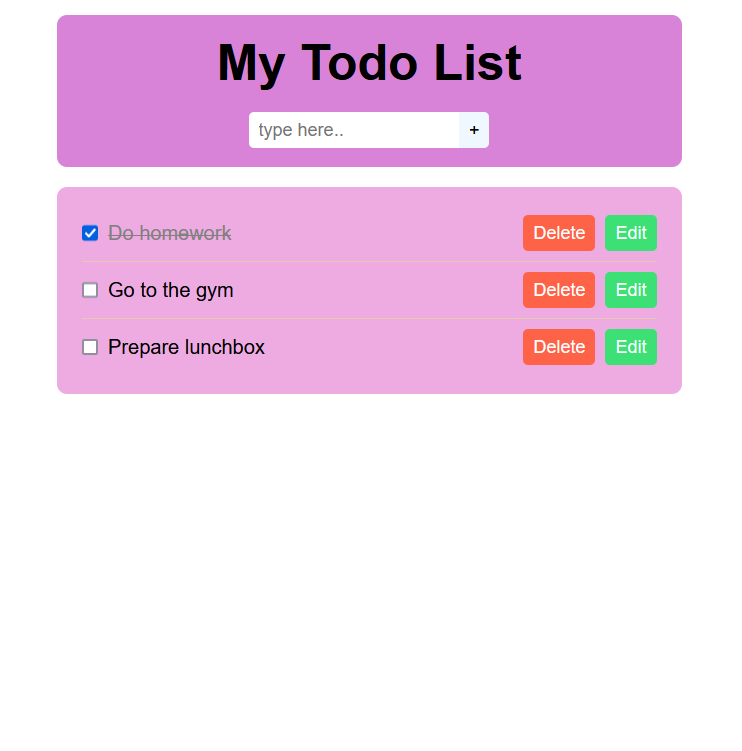 My Todo List
type here.. +
Do homework Delete Edit
Go to the gym Delete Edit
Prepare lunchbox Delete Edit